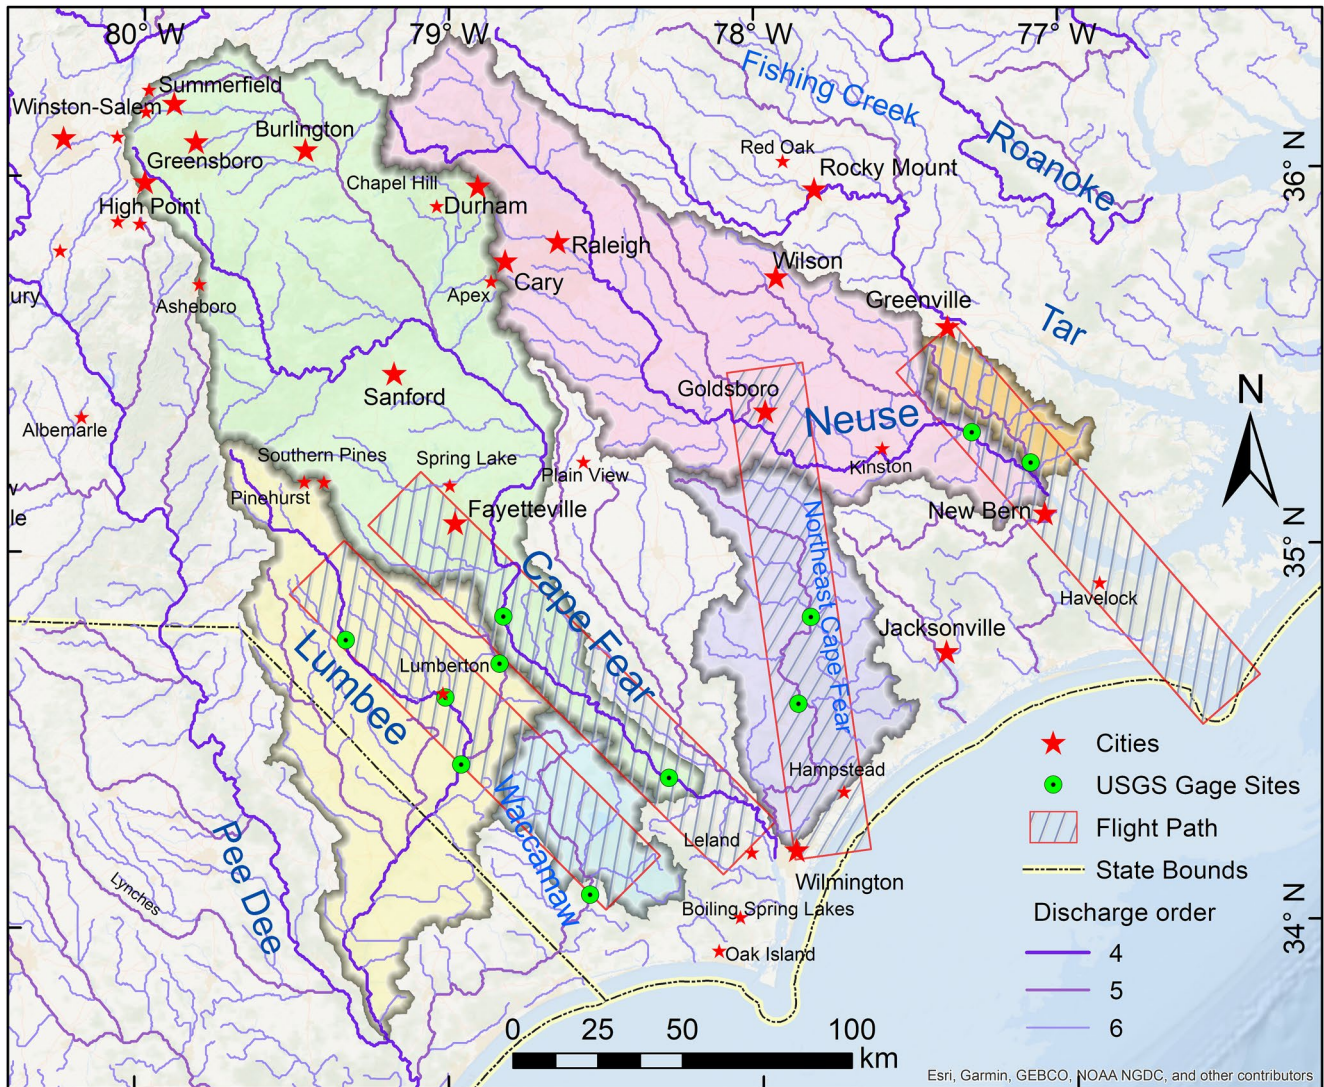 80° W
79° W
78° W
77° W
Fishing Creek
Summerfield
Winston-Salem
Burlington
Greensboro
Roanoke
Red Oak
Rocky Mount
36° N
Chapel Hill
Durham
High Point
Raleigh
Wilson
Cary
Apex
ury
Asheboro
Greenville
Tar
Sanford
Goldsboro
N
Neuse
Albemarle
Southern Pines
Spring Lake
Plain View
Kinston
Pinehurst
w
le
Fayetteville
New Bern
35° N
Northeast Cape Fear
Cape Fear
Havelock
Jacksonville
Lumbee
Lumberton
Hampstead
Waccamaw
Leland
Pee Dee
Lynches
Wilmington
Boiling Spring Lakes
Oak Island
34° N
Cities
USGS Gage Sites
Flight Path
State Bounds
Discharge order
4
5
6
0 25 50 100
km
Esri, Garmin, GEBCO, NOAA NGDC, and other contributors